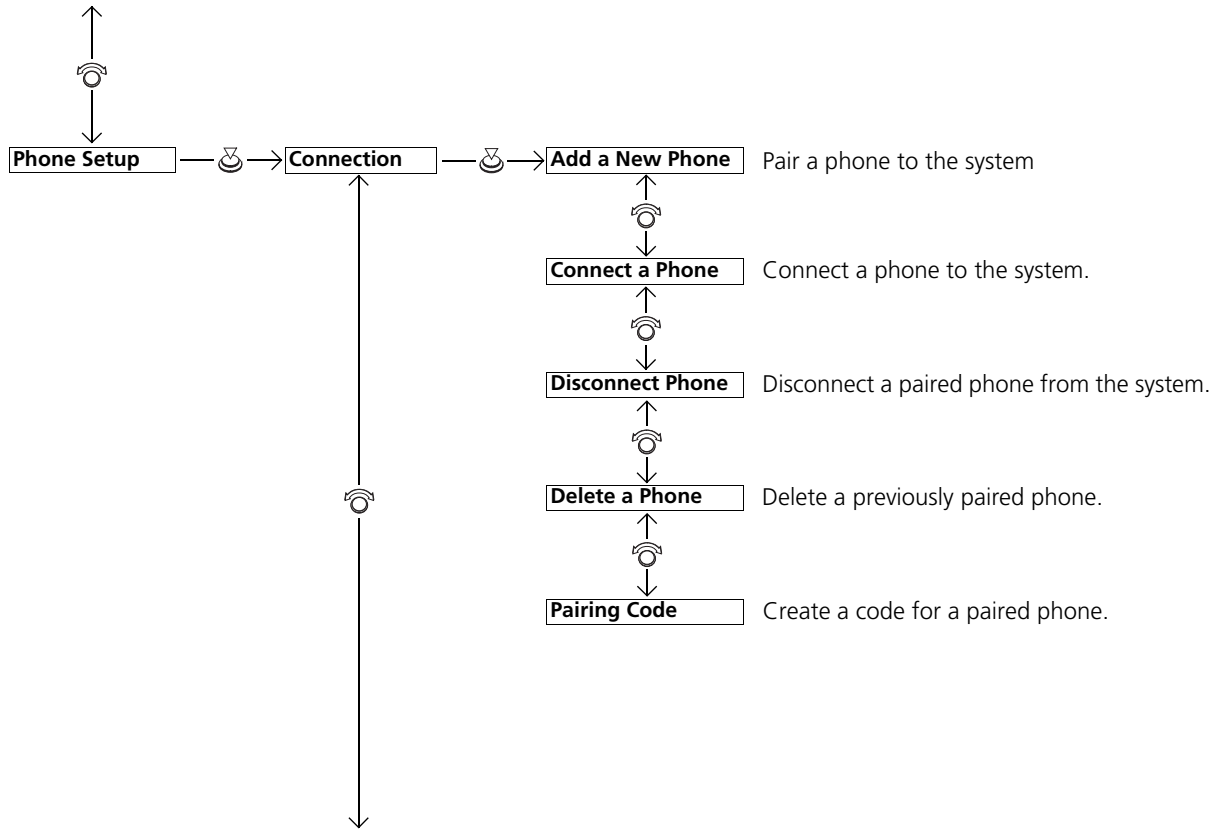 Phone Setup
Connection
Add a New Phone
Pair a phone to the system
Connect a Phone
Connect a phone to the system.
Disconnect Phone
Disconnect a paired phone from the system.
Delete a Phone
Delete a previously paired phone.
Pairing Code
Create a code for a paired phone.